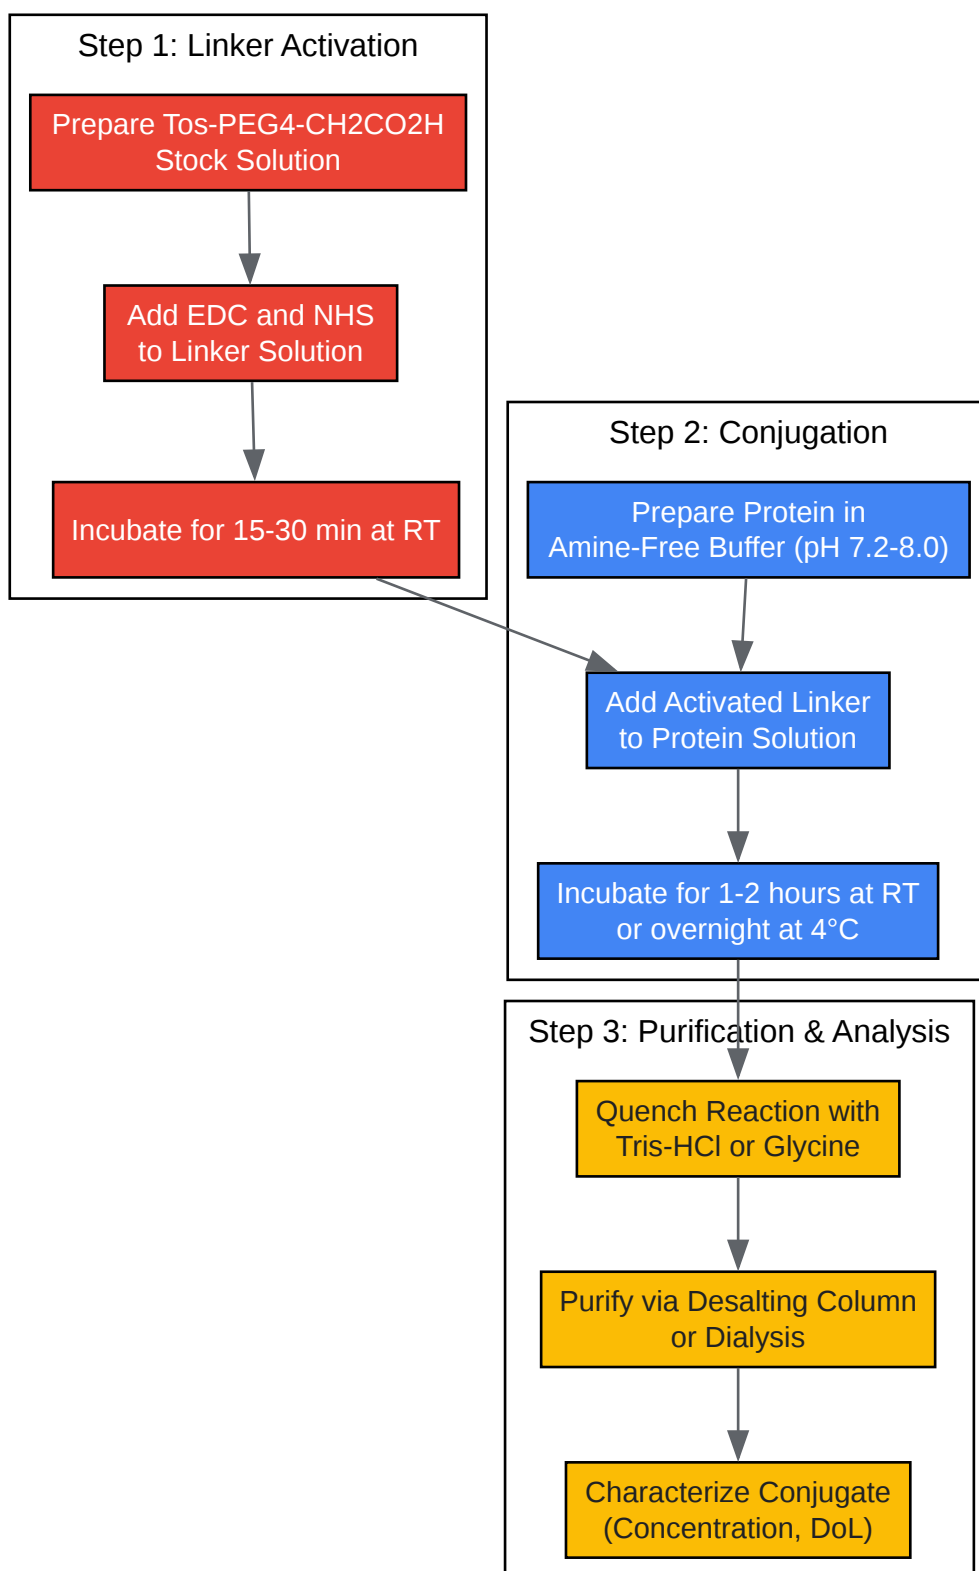 Step 1: Linker Activation
Prepare Tos-PEG4-CH2CO2H
Stock Solution
Add EDC and NHS
to Linker Solution
Incubate for 15-30 min at RT
Step 2: Conjugation
Prepare Protein in
Amine-Free Buffer (pH 7.2-8.0)
Add Activated Linker
to Protein Solution
Incubate for 1-2 hours at RT
or overnight at 4°C
Step 3: Purification & Analysis
Quench Reaction with
Tris-HCl or Glycine
Purify via Desalting Column
or Dialysis
Characterize Conjugate
(Concentration, DoL)